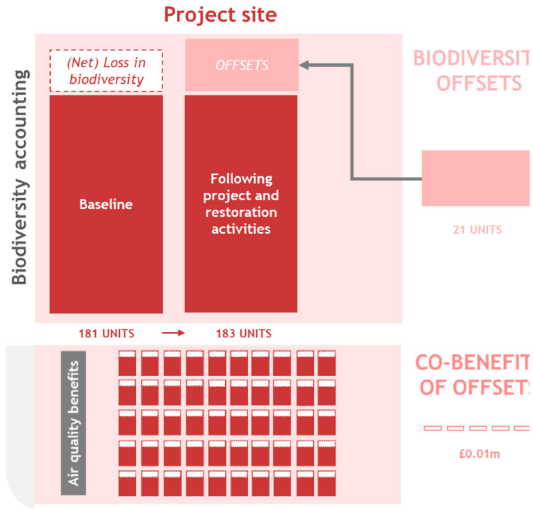 Project site
Biodiversity accounting
(Net) Loss in
biodiversity
OFFSETS
BIODIVERSIT
OFFSETS
Baseline
Following
project and
restoration
activities
21 UNITS
181 UNITS
183 UNITS
Air quality benefits
CO-BENEFIT
OF OFFSETS
£0.01m